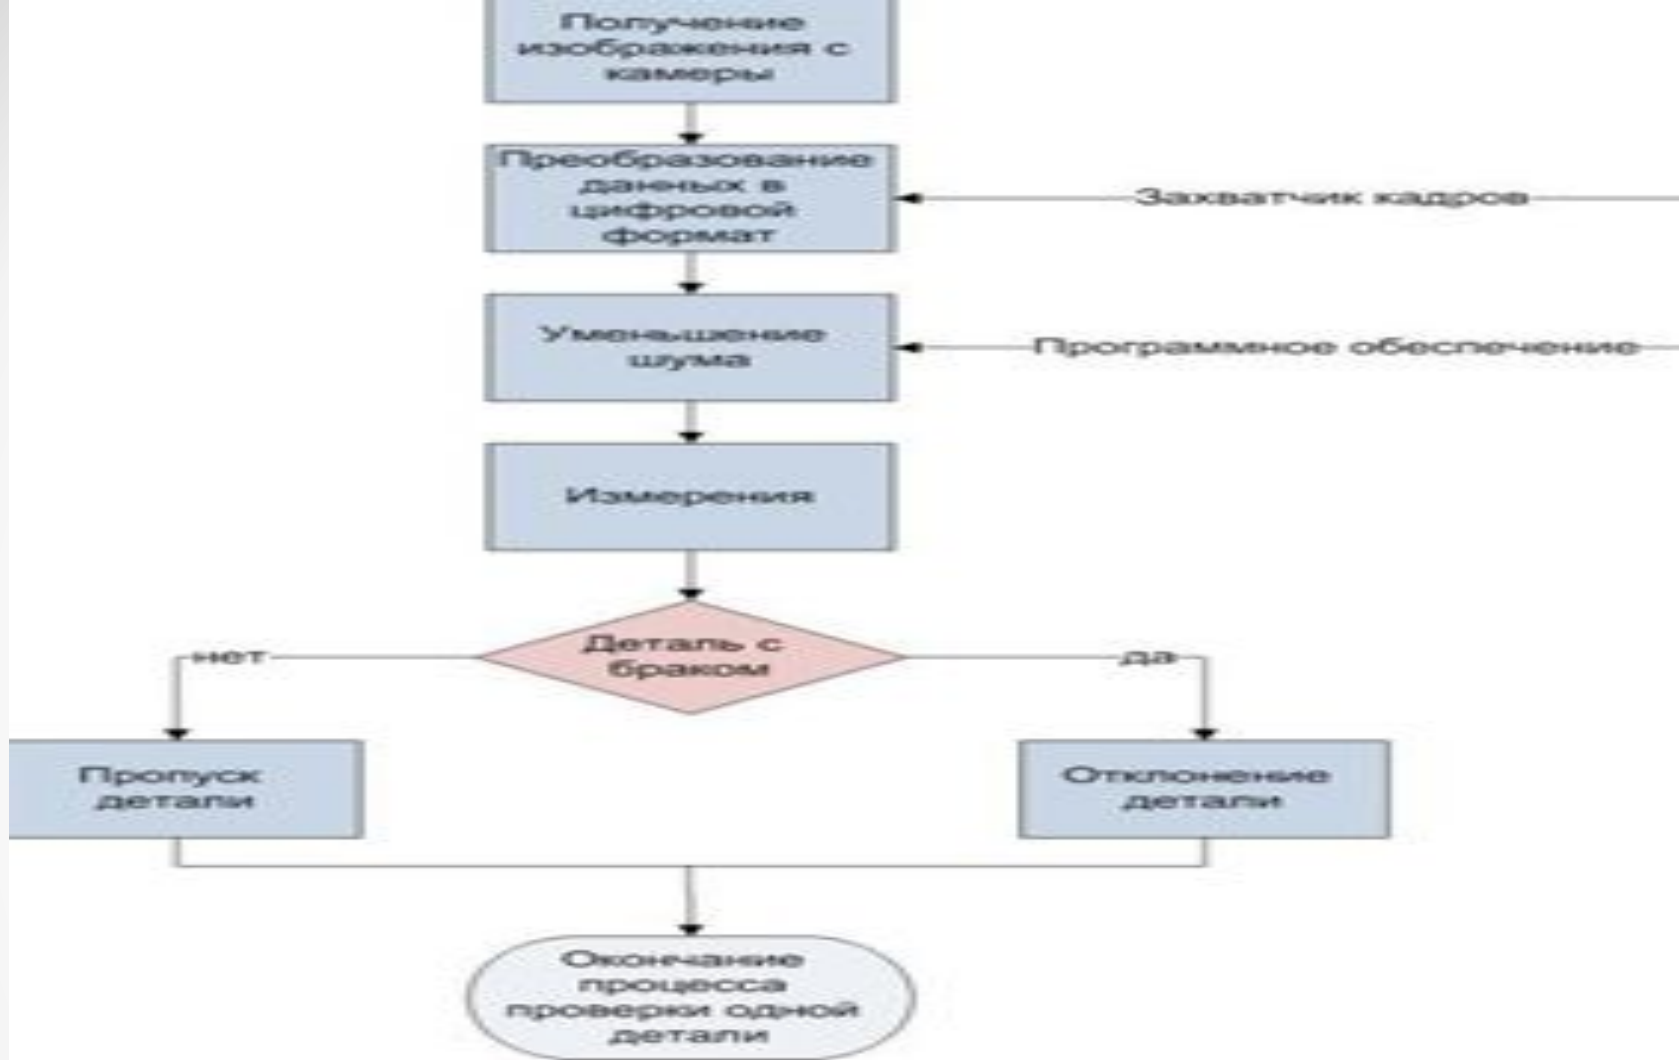 Получение
изображения с
камеры
Преобразование
данных в
цифровой
формат
Захватчик кадров
Уменьшение
шума
Программное обеспечение
Измерения
Деталь с
браком
нет
да
Пропуск
детали
Отклонение
детали
Окончание
процесса
проверки одной
детали